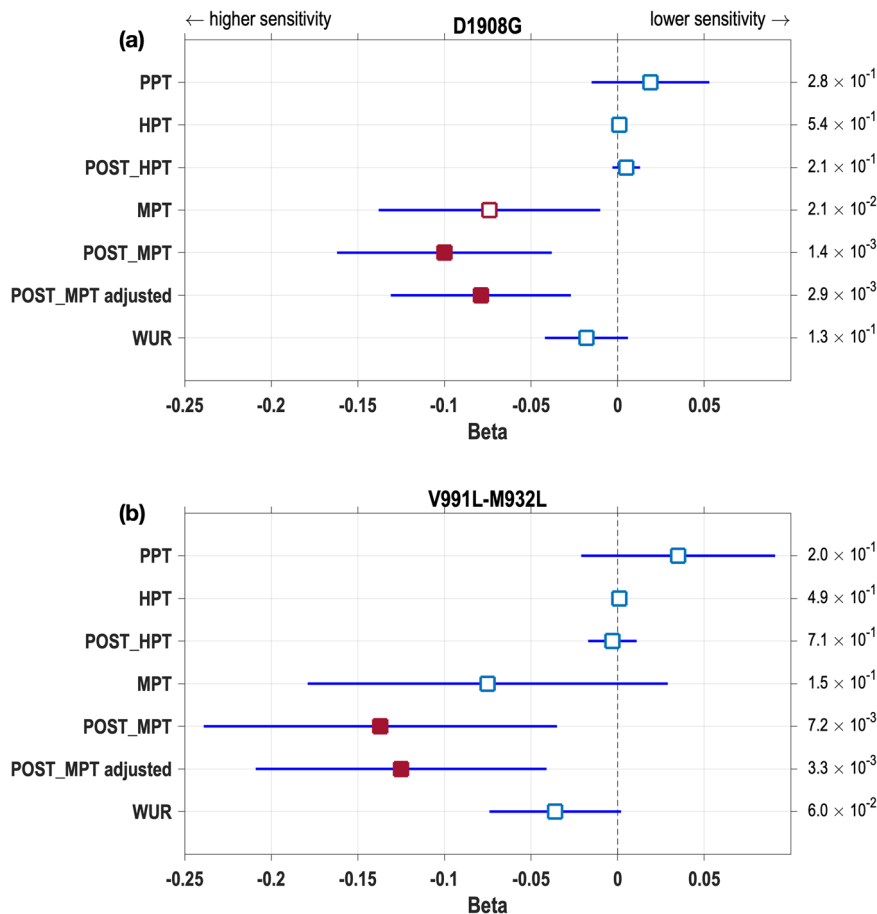 ← higher sensitivity lower sensitivity →
(a) D1908G
PPT 2.8 × 10⁻¹
HPT 5.4 × 10⁻¹
POST_HPT 2.1 × 10⁻¹
MPT 2.1 × 10⁻²
POST_MPT 1.4 × 10⁻³
POST_MPT adjusted 2.9 × 10⁻³
WUR 1.3 × 10⁻¹
-0.25 -0.2 -0.15 -0.1 -0.05 0 0.05
Beta
(b) V991L-M932L
PPT 2.0 × 10⁻¹
HPT 4.9 × 10⁻¹
POST_HPT 7.1 × 10⁻¹
MPT 1.5 × 10⁻¹
POST_MPT 7.2 × 10⁻³
POST_MPT adjusted 3.3 × 10⁻³
WUR 6.0 × 10⁻²
-0.25 -0.2 -0.15 -0.1 -0.05 0 0.05
Beta